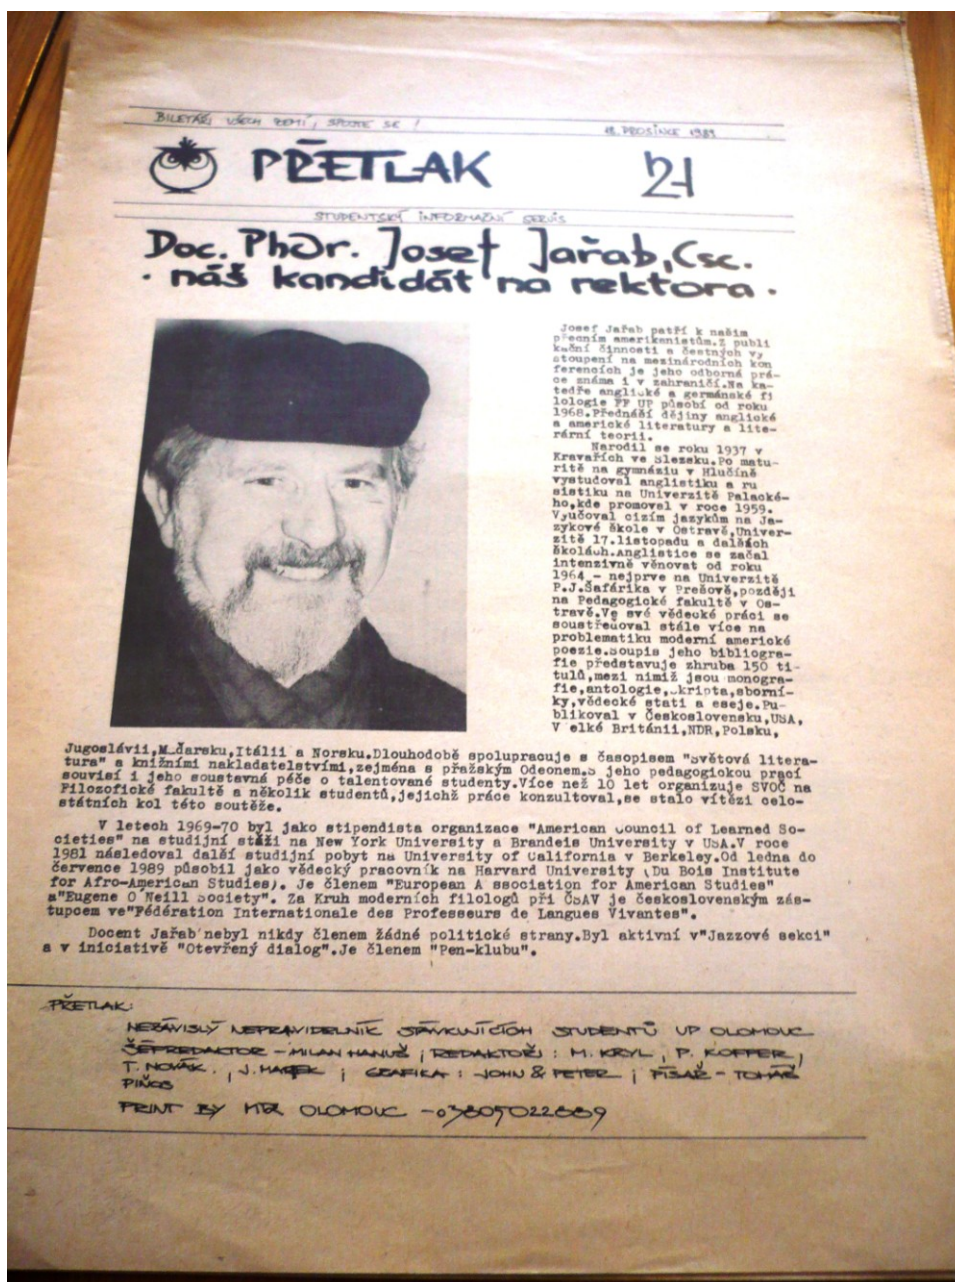 BILETÁŘI VŠECH ZEMÍ, SPOJTE SE !
18. PROSINCE 1989
PŘETLAK
21
STUDENTSKÝ INFORMAČNÍ SERVIS
Doc. PhDr. Josef Jařab, Csc.
· náš kandidát na rektora ·
Josef Jařab patří k našim
předním amerikanistům.Z publi
kační činnosti a čestných vy
stoupení na mezinárodních kon
ferencích je jeho odborná prá-
ce známa i v zahraničí.Na ka-
tedře anglické a germánské fi
lologie FF UP působí od roku
1968.Přednáší dějiny anglické
a americké literatury a lite-
rární teorii.
Narodil se roku 1937 v
Kravařích ve Slezsku.Po matu-
ritě na gymnáziu v Hlučíně
vystudoval anglistiku a ru
sistiku na Univerzitě Palacké-
ho,kde promoval v roce 1959.
Vyučoval cizím jazykům na Ja-
zykové škole v Ostravě,Univer-
zitě 17.listopadu a dalších
školách.Anglistice se začal
intenzivně věnovat od roku
1964 - nejprve na Univerzitě
P.J.Šafárika v Prešově,později
na Pedagogické fakultě v Os-
travě.Ve své vědecké práci se
soustřeďoval stále více na
problematiku moderní americké
poezie.Soupis jeho bibliogra-
fie představuje zhruba 150 ti-
tulů,mezi nimiž jsou monogra-
fie,antologie,skripta,sborní-
ky,vědecké stati a eseje.Pu-
blikoval v Československu,USA,
V elké Británii,NDR,Polsku,
Jugoslávii,Maďarsku,Itálii a Norsku.Dlouhodobě spolupracuje s časopisem "Světová litera-
tura" a knižními nakladatelstvími,zejména s pražským Odeonem.S jeho pedagogickou prací
souvisí i jeho soustavná péče o talentované studenty.Více než 10 let organizuje SVOČ na
Filozofické fakultě a několik studentů,jejichž práce konzultoval,se stalo vítězi celo-
státních kol této soutěže.
V letech 1969-70 byl jako stipendista organizace "American Council of Learned So-
cieties" na studijní stáži na New York University a Brandeis University v USA.V roce
1981 následoval další studijní pobyt na University of California v Berkeley.Od ledna do
července 1989 působil jako vědecký pracovník na Harvard University (Du Bois Institute
for Afro-American Studies). Je členem "European A ssociation for American Studies"
a"Eugene O'Neill Society". Za Kruh moderních filologů při ČSAV je československým zás-
tupcem ve"Fédération Internationale des Professeurs de Langues Vivantes".
Docent Jařab nebyl nikdy členem žádné politické strany.Byl aktivní v"Jazzové sekci"
a v iniciativě "Otevřený dialog".Je členem "Pen-klubu".
PŘETLAK:
NEZÁVISLÝ NEPRAVIDELNÍK STÁVKUJÍCÍCH STUDENTŮ UP OLOMOUC
ŠÉFREDAKTOR - MILAN HANUŠ ; REDAKTOŘI : M. KRYL, P. KOFFER,
T. NOVÁK, J. HAJEK ; GRAFIKA : JOHN & PETER ; PÍSAŘ - TOMÁŠ
PIŇOS
PRINT BY MTZ OLOMOUC - 03805022889